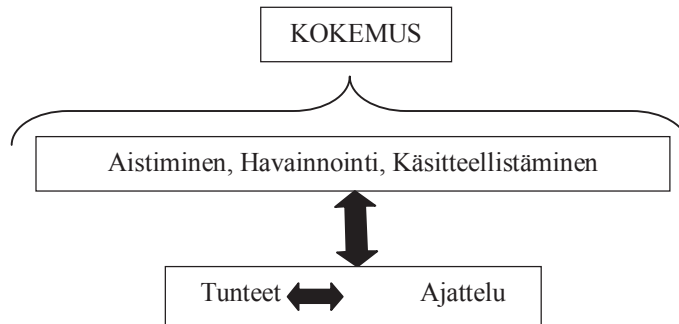 KOKEMUS
Aistiminen, Havainnointi, Käsitteellistäminen
Tunteet Ajattelu